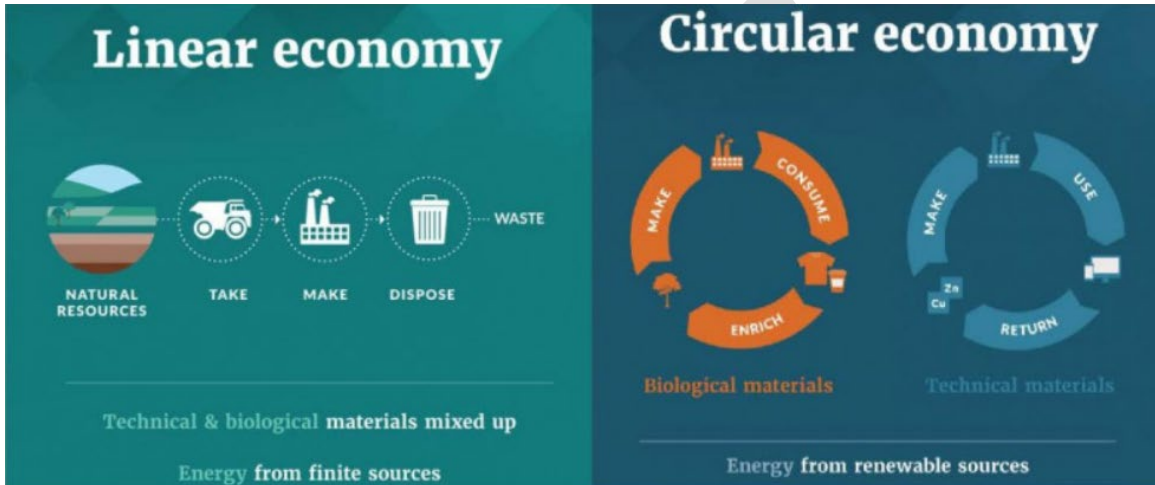 Linear economy
WASTE
NATURAL
RESOURCES
TAKE
MAKE
DISPOSE
Technical & biological materials mixed up
Energy from finite sources
Circular economy
MAKE
CONSUME
ENRICH
Biological materials
MAKE
USE
Zn
Cu
RETURN
Technical materials
Energy from renewable sources